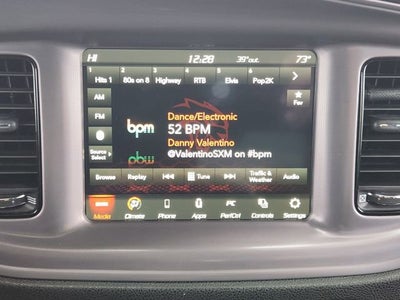 HI 12:28 39°out. 73°
1 2 3 4 5 6
Hits 1 80s on 8 Highway RTB Elvis Pop2K
AM
FM
Source
Select
Fav
bpm
Dance/Electronic
52 BPM
Danny Valentino
@ValentinoSXM on #bpm
Browse Replay Tune Traffic & Weather Audio
Media Climate Phone Apps Controls Settings